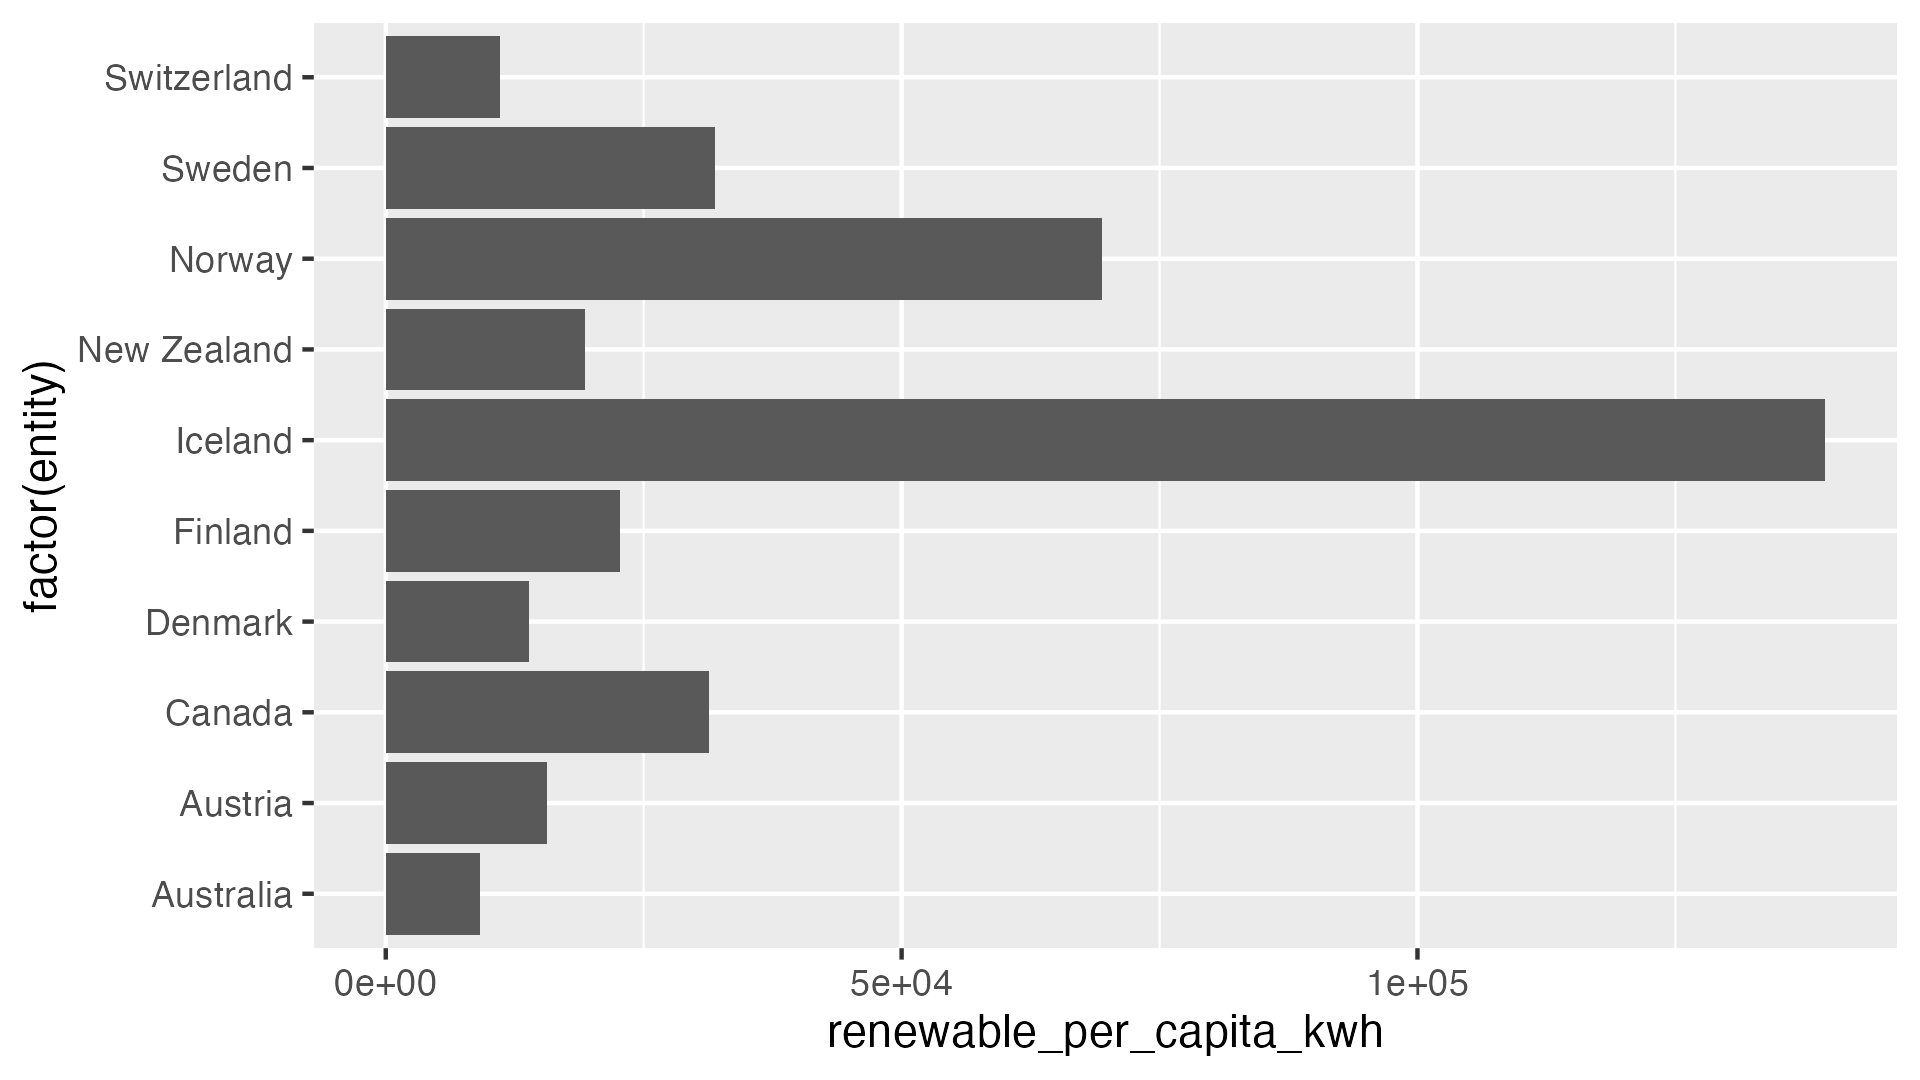 factor(entity)
Switzerland
Sweden
Norway
New Zealand
Iceland
Finland
Denmark
Canada
Austria
Australia
0e+00 5e+04 1e+05
renewable_per_capita_kwh